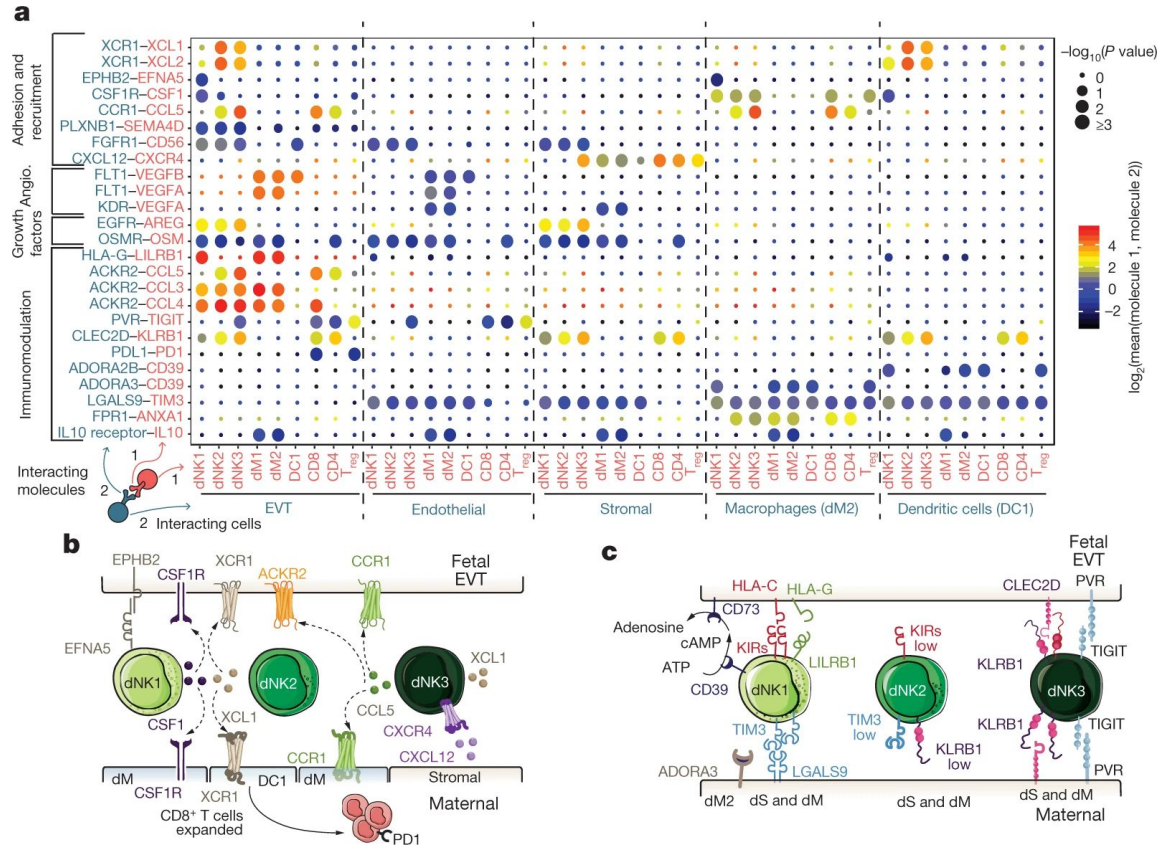 a
Adhesion and recruitment
XCR1–XCL1
XCR1–XCL2
EPHB2–EFNA5
CSF1R–CSF1
CCR1–CCL5
PLXNB1–SEMA4D
FGFR1–CD56
CXCL12–CXCR4
Angio.
FLT1–VEGFB
FLT1–VEGFA
KDR–VEGFA
Growth factors
EGFR–AREG
OSMR–OSM
Immunomodulation
HLA-G–LILRB1
ACKR2–CCL5
ACKR2–CCL3
ACKR2–CCL4
PVR–TIGIT
CLEC2D–KLRB1
PDL1–PD1
ADORA2B–CD39
ADORA3–CD39
LGALS9–TIM3
FPR1–ANXA1
IL10 receptor–IL10
–log10(P value)
0
1
2
≥3
log2(mean(molecule 1, molecule 2))
4
2
0
−2
dNK1 dNK2 dNK3 dM1 dM2 DC1 CD8 CD4 Treg
dNK1 dNK2 dNK3 dM1 dM2 DC1 CD8 CD4 Treg
dNK1 dNK2 dNK3 dM1 dM2 DC1 CD8 CD4 Treg
dNK1 dNK2 dNK3 dM1 dM2 DC1 CD8 CD4 Treg
dNK1 dNK2 dNK3 dM1 dM2 DC1 CD8 CD4 Treg
EVT Endothelial Stromal Macrophages (dM2) Dendritic cells (DC1)
Interacting molecules
1
2
1
2
Interacting cells
b
EPHB2
CSF1R
XCR1
ACKR2
CCR1
Fetal
EVT
EFNA5
dNK1
dNK2
dNK3
XCL1
CSF1
XCL1
CCL5
CXCR4
CCR1
CXCL12
dM
DC1
dM
Stromal
CSF1R
XCR1
Maternal
CD8+ T cells
expanded
PD1
c
Fetal
EVT
HLA-C
HLA-G
CLEC2D
PVR
CD73
Adenosine
cAMP
KIRs
KIRs
low
TIGIT
ATP
LILRB1
KLRB1
CD39
dNK1
dNK2
dNK3
TIM3
TIM3
low
KLRB1
TIGIT
KLRB1
low
ADORA3
LGALS9
PVR
dM2
dS and dM
dS and dM
dS and dM
Maternal